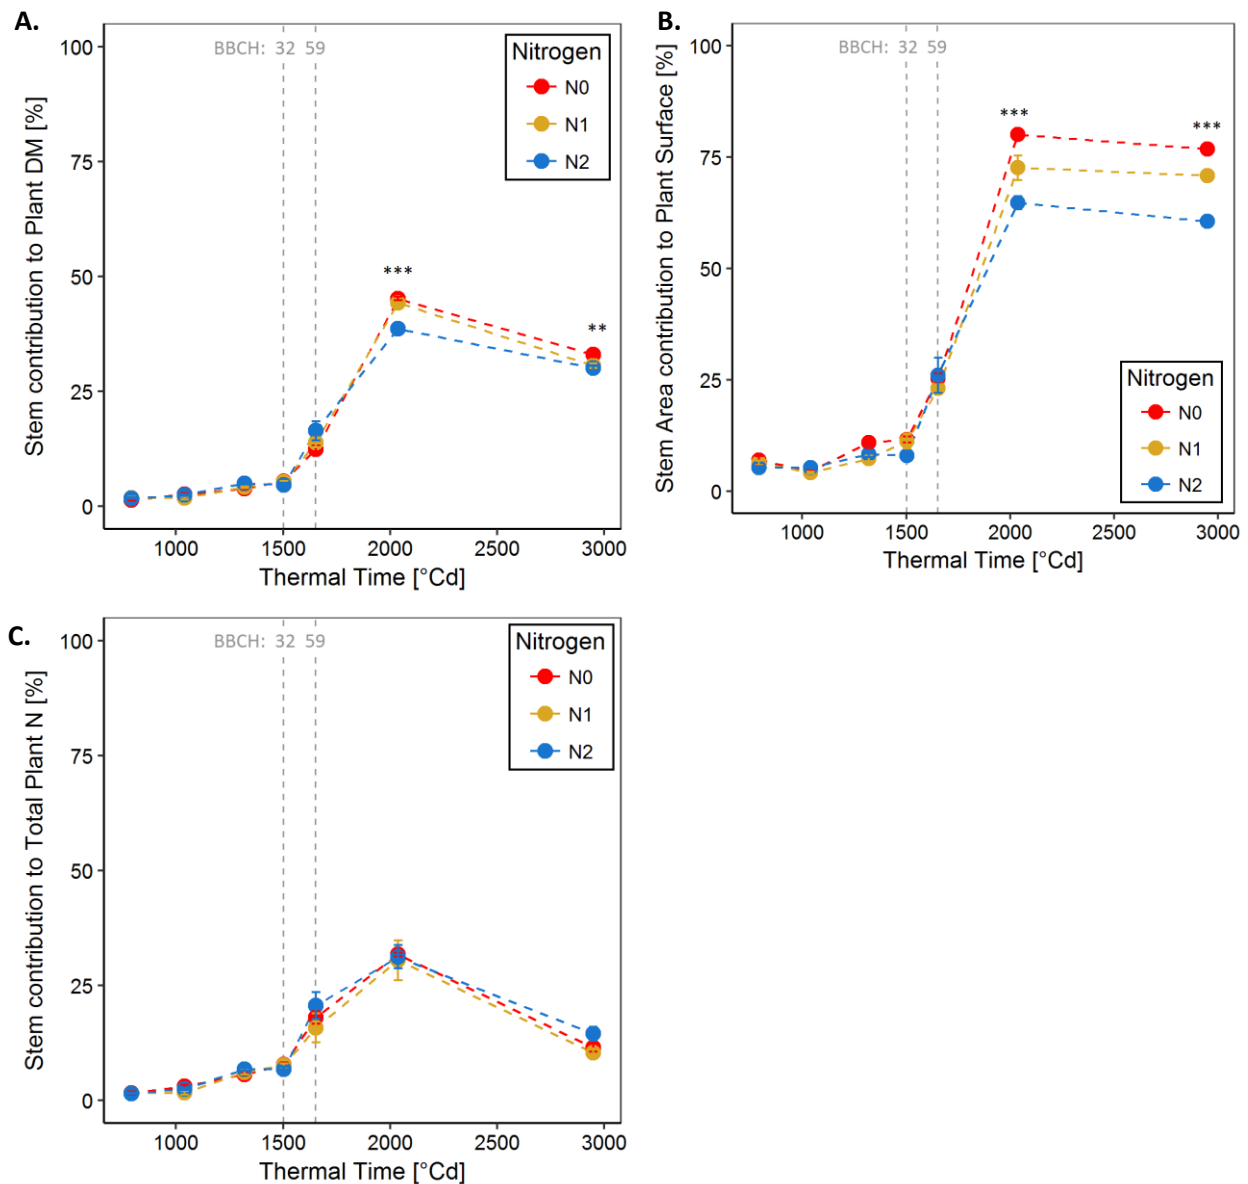 A.
Stem contribution to Plant DM [%]
100
75
50
25
0
BBCH: 32 59
Nitrogen
N0
N1
N2
***
**
1000 1500 2000 2500 3000
Thermal Time [°Cd]
B.
Stem Area contribution to Plant Surface [%]
100
75
50
25
0
BBCH: 32 59
***
***
Nitrogen
N0
N1
N2
1000 1500 2000 2500 3000
Thermal Time [°Cd]
C.
Stem contribution to Total Plant N [%]
100
75
50
25
0
BBCH: 32 59
Nitrogen
N0
N1
N2
1000 1500 2000 2500 3000
Thermal Time [°Cd]